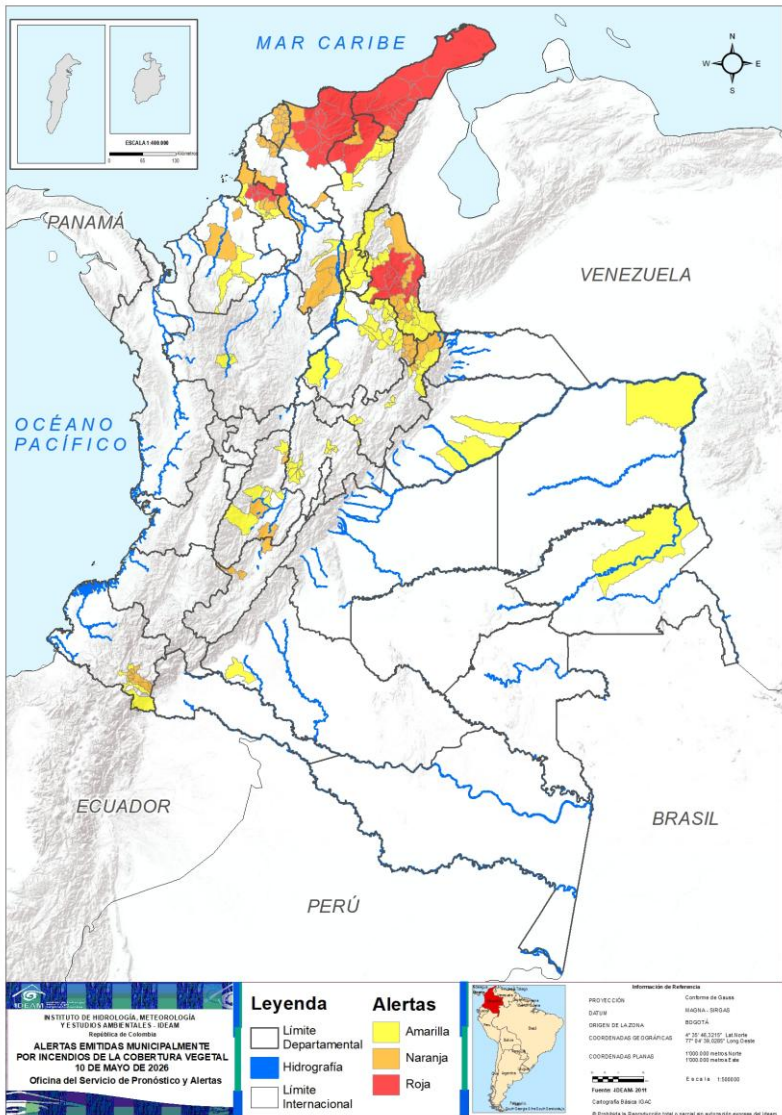 MAR CARIBE
N
W
E
S
ESCALA 1:400.000
PANAMÁ
VENEZUELA
OCÉANO
PACÍFICO
ECUADOR
BRASIL
PERÚ
IDEAM
INSTITUTO DE HIDROLOGÍA, METEOROLOGÍA
Y ESTUDIOS AMBIENTALES - IDEAM
República de Colombia
ALERTAS EMITIDAS MUNICIPALMENTE
POR INCENDIOS DE LA COBERTURA VEGETAL
10 DE MAYO DE 2026
Oficina del Servicio de Pronóstico y Alertas
Leyenda
Límite
Departamental
Hidrografía
Límite
Internacional
Alertas
Amarilla
Naranja
Roja
Información de Referencia
PROYECCIÓN Conforme de Gauss
DATUM MAGNA - SIRGAS
ORIGEN DE LA ZONA BOGOTÁ
COORDENADAS GEOGRÁFICAS
COORDENADAS PLANAS 1'000.000 metros Norte
1'000.000 metros Este
Fuente: IDEAM. 2011
Cartografía Básica IGAC